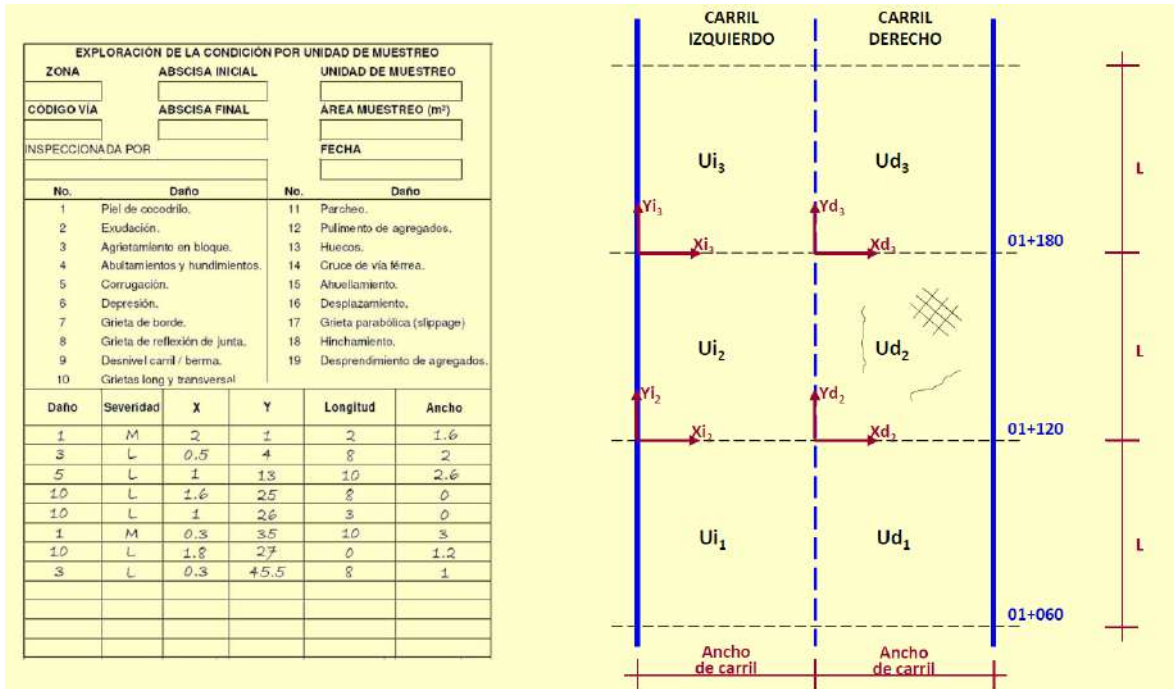 EXPLORACIÓN DE LA CONDICIÓN POR UNIDAD DE MUESTREO
ZONA ABSCISA INICIAL UNIDAD DE MUESTREO
CÓDIGO VÍA ABSCISA FINAL ÁREA MUESTREO (m²)
INSPECCIONADA POR FECHA
No. Daño No. Daño
1 Piel de cocodrilo. 11 Parcheo.
2 Exudación. 12 Pulimento de agregados.
3 Agrietamiento en bloque. 13 Huecos.
4 Abultamientos y hundimientos. 14 Cruce de vía férrea.
5 Corrugación. 15 Ahuellamiento.
6 Depresión. 16 Desplazamiento.
7 Grieta de borde. 17 Grieta parabólica (slippage)
8 Grieta de reflexión de junta. 18 Hinchamiento.
9 Desnivel carril / berma. 19 Desprendimiento de agregados.
10 Grietas long y transversal
Daño Severidad X Y Longitud Ancho
1 M 2 1 2 1.6
3 L 0.5 4 8 2
5 L 1 13 10 2.6
10 L 1.6 25 8 0
10 L 1 26 3 0
1 M 0.3 35 10 3
10 L 1.8 27 0 1.2
3 L 0.3 45.5 8 1
CARRIL IZQUIERDO
CARRIL DERECHO
Ui₃ Ud₃ L
Yi₃ Yd₃
Xi₃ Xd₃ 01+180
Ui₂ Ud₂ L
Yi₂ Yd₂
Xi₂ Xd₂ 01+120
Ui₁ Ud₁ L
01+060
Ancho de carril
Ancho de carril